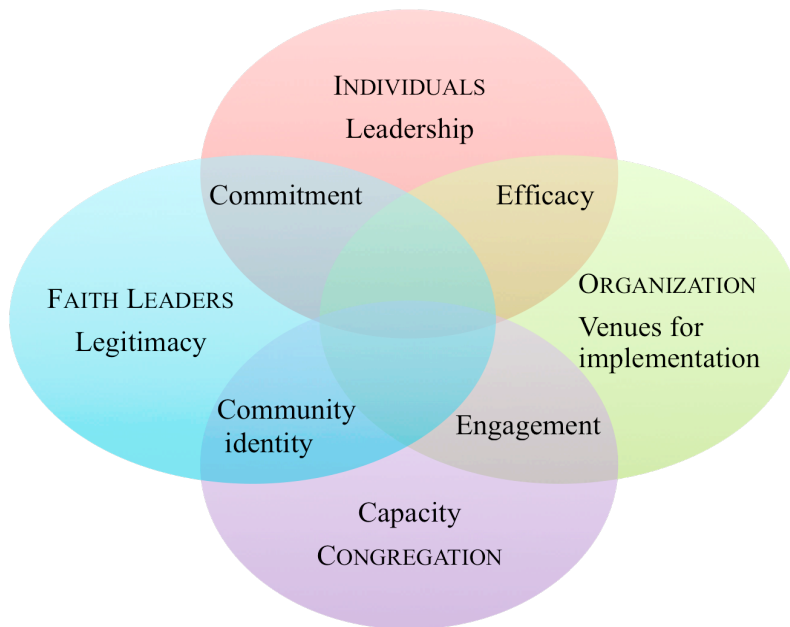 INDIVIDUALS
Leadership
Commitment
Efficacy
FAITH LEADERS
Legitimacy
ORGANIZATION
Venues for
implementation
Community
identity
Engagement
Capacity
CONGREGATION